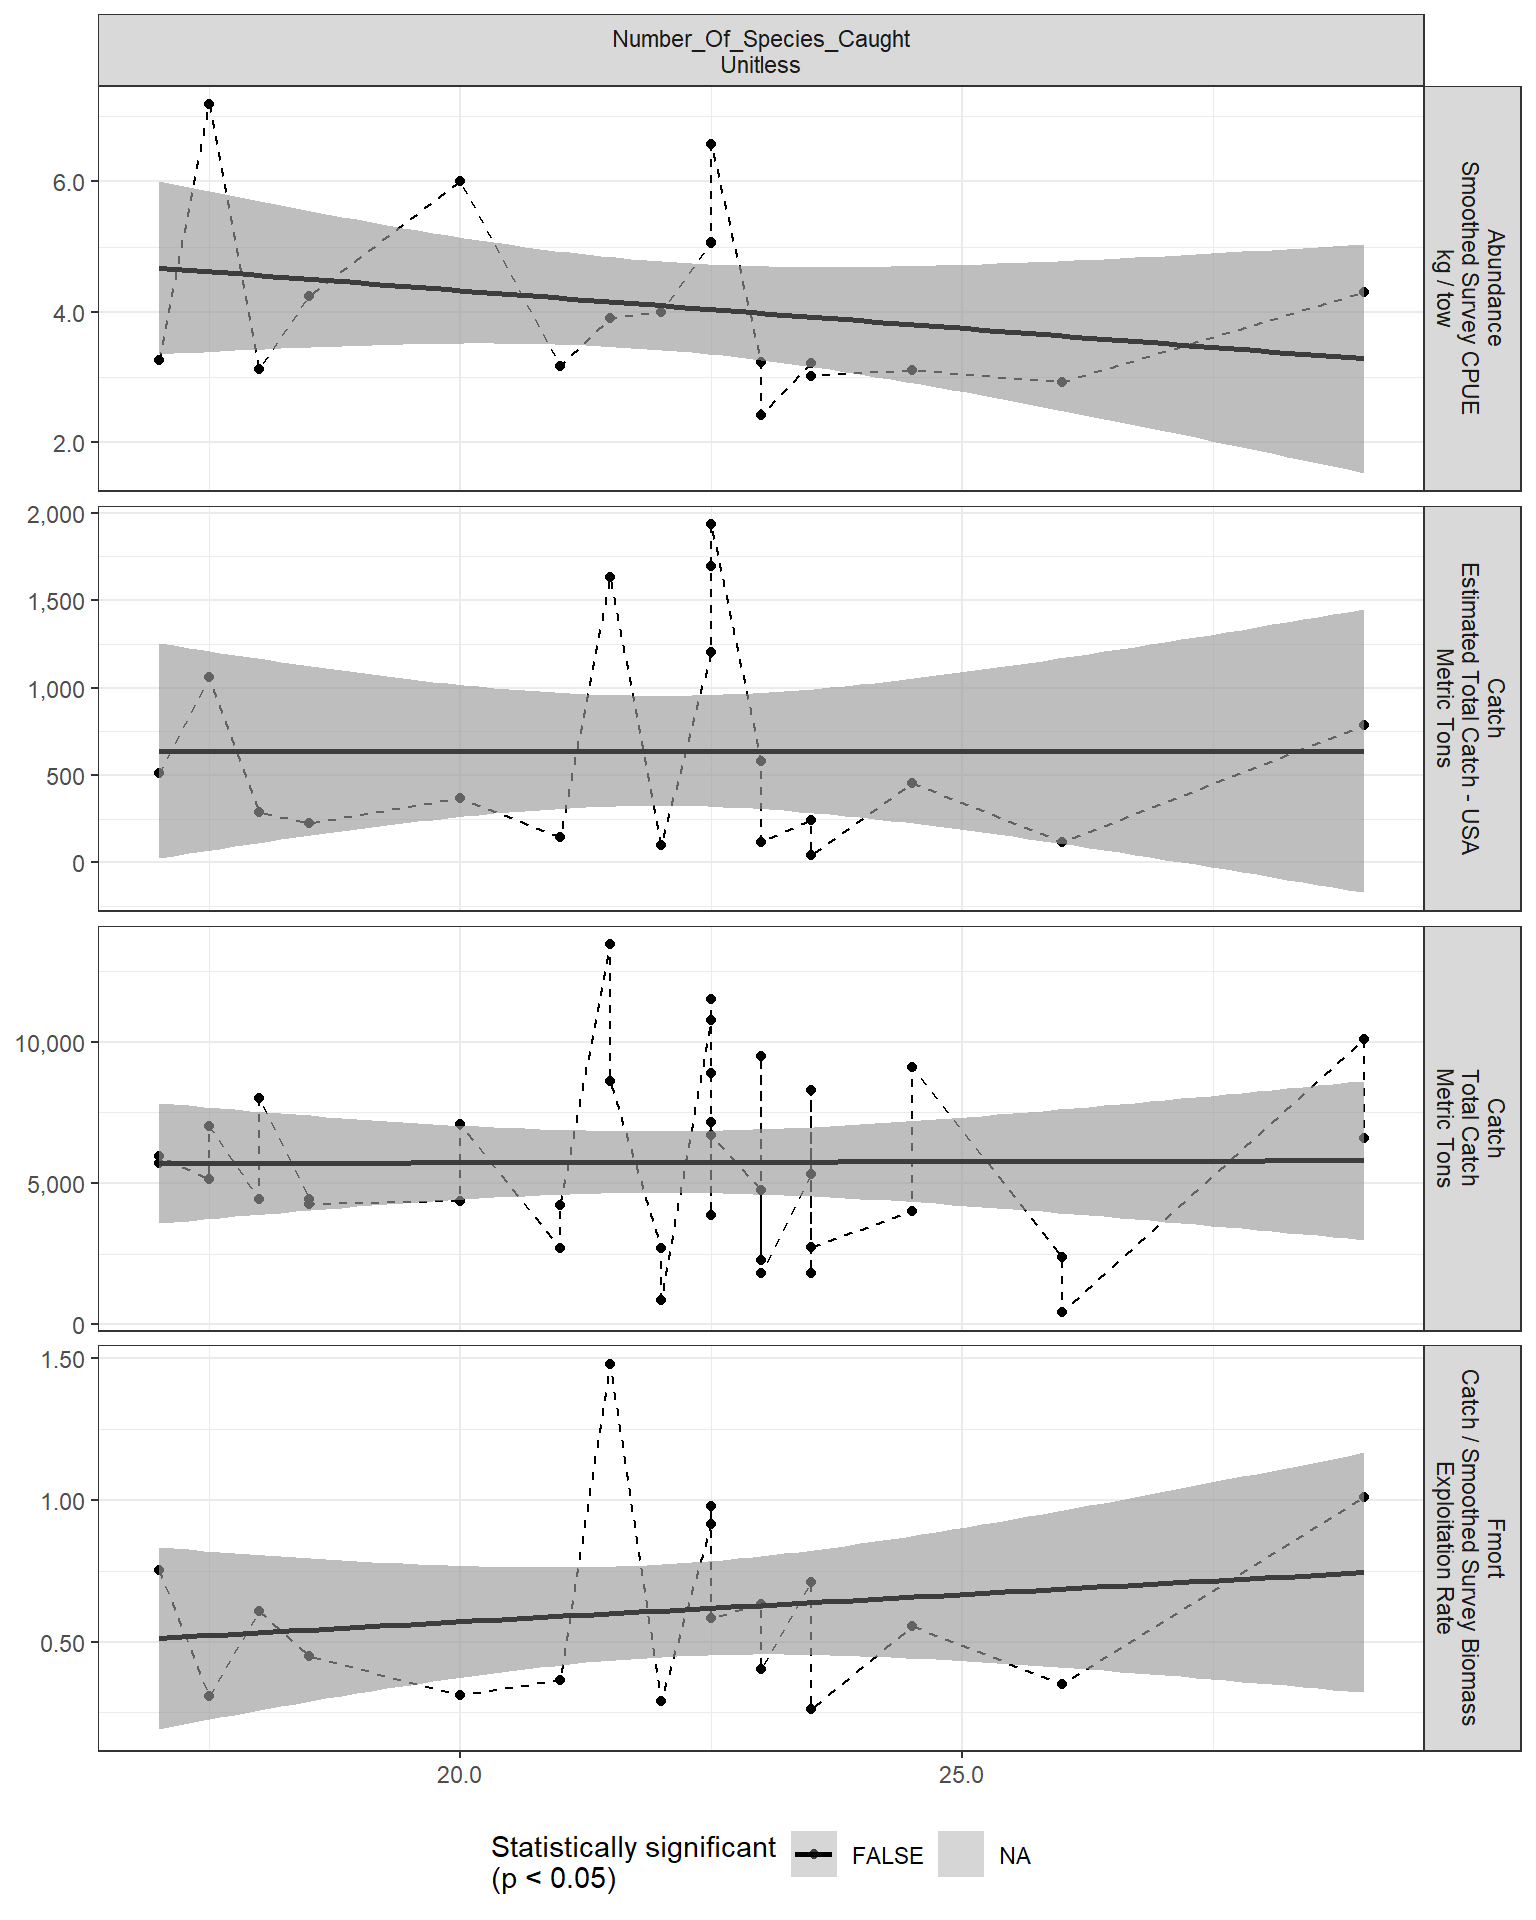 Number_Of_Species_Caught
Unitless
6.0
4.0
2.0
Abundance
Smoothed Survey CPUE
kg / tow
2,000
1,500
1,000
500
0
Catch
Estimated Total Catch - USA
Metric Tons
10,000
5,000
0
Catch
Total Catch
Metric Tons
1.50
1.00
0.50
Fmort
Catch / Smoothed Survey Biomass
Exploitation Rate
20.0
25.0
Statistically significant
(p < 0.05)
FALSE
NA